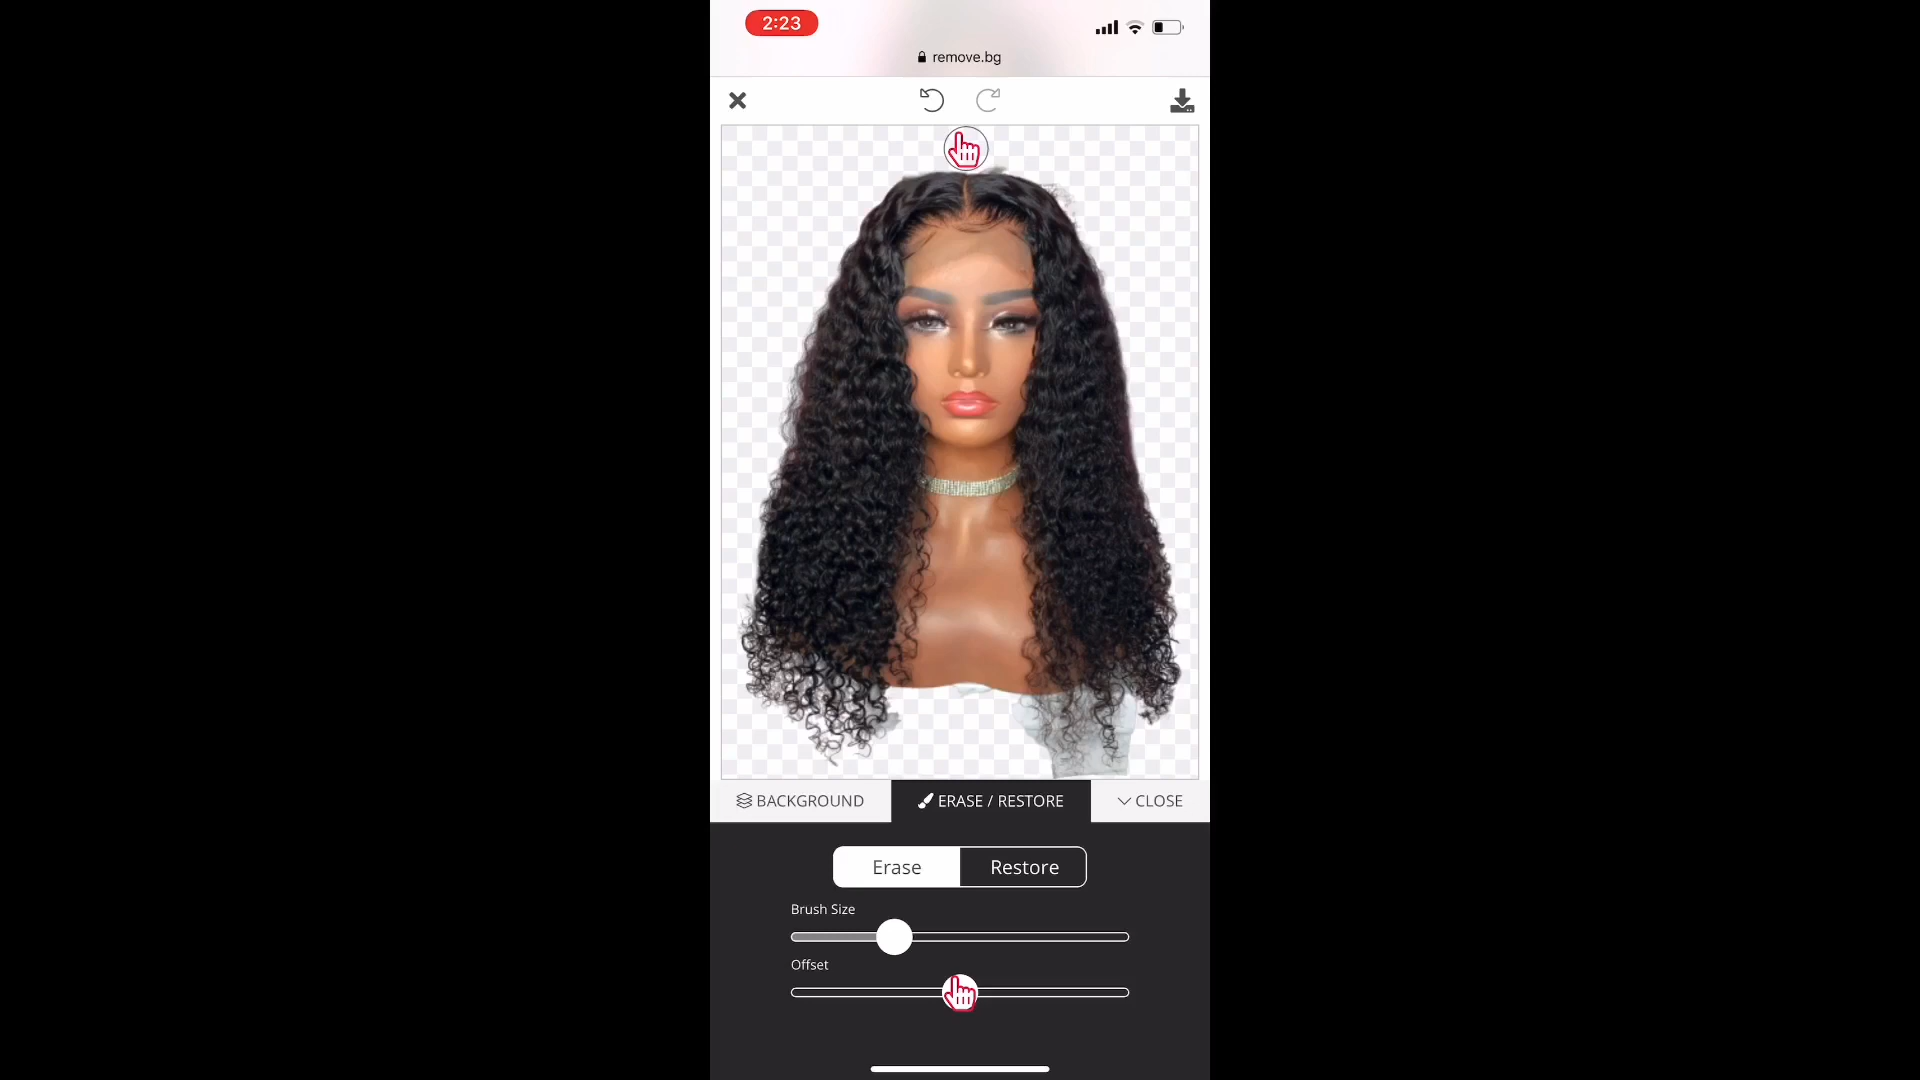 2:23
remove.bg
BACKGROUND
ERASE / RESTORE
CLOSE
Erase
Restore
Brush Size
Offset